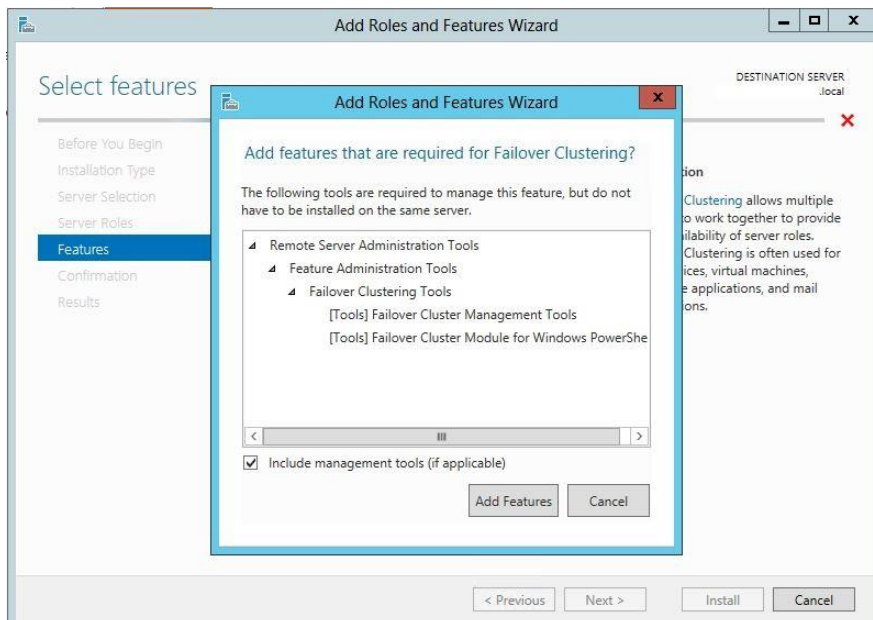 Add Roles and Features Wizard
Select features
DESTINATION SERVER
.local
Before You Begin
Installation Type
Server Selection
Server Roles
Features
Confirmation
Results
Add Roles and Features Wizard
Add features that are required for Failover Clustering?
The following tools are required to manage this feature, but do not
have to be installed on the same server.
Remote Server Administration Tools
Feature Administration Tools
Failover Clustering Tools
[Tools] Failover Cluster Management Tools
[Tools] Failover Cluster Module for Windows PowerShe
Include management tools (if applicable)
Add Features
Cancel
Clustering allows multiple
to work together to provide
of server roles.
Clustering is often used for
virtual machines,
applications, and mail
< Previous
Next >
Install
Cancel